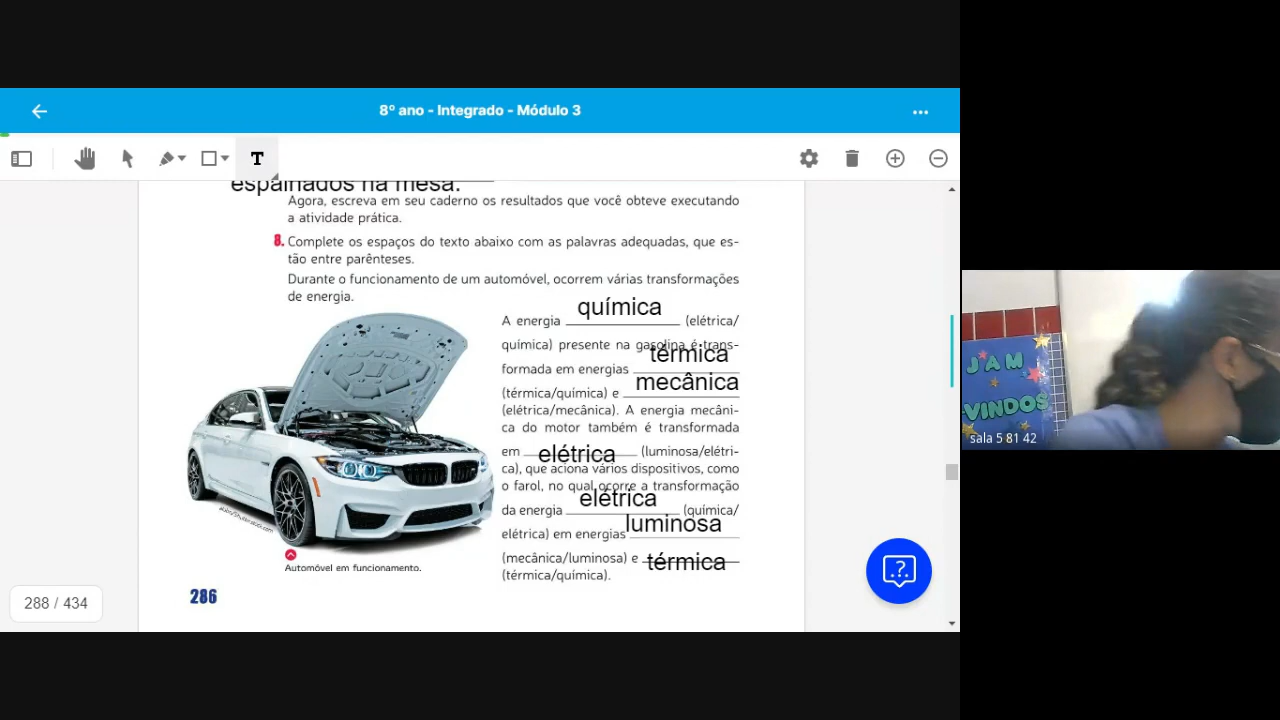 8º ano - Integrado - Módulo 3
T
espalhados na mesa.
Agora, escreva em seu caderno os resultados que você obteve executando
a atividade prática.
8. Complete os espaços do texto abaixo com as palavras adequadas, que es-
tão entre parênteses.
Durante o funcionamento de um automóvel, ocorrem várias transformações
de energia.
A energia química (elétrica/
química) presente na gasolina é trans-
formada em energias térmica
(térmica/química) e mecânica
(elétrica/mecânica). A energia mecâni-
ca do motor também é transformada
em elétrica (luminosa/elétri-
ca), que aciona vários dispositivos, como
o farol, no qual ocorre a transformação
da energia elétrica (química/
elétrica) em energias luminosa
(mecânica/luminosa) e térmica
(térmica/química).
Automóvel em funcionamento.
286
288 / 434
?
JAM
VINDOS
sala 5 81 42